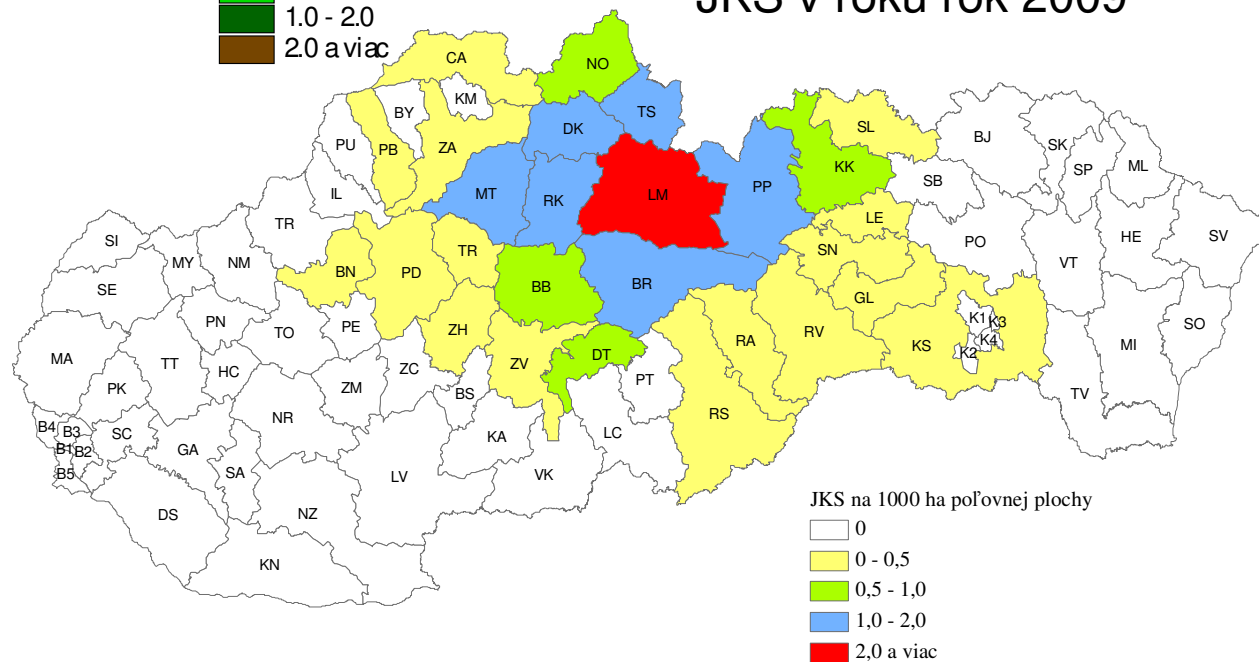 JKS v roku rok 2009
1.0 - 2.0
2.0 a viac
CA
NO
BY
KM
TS
DK
PU
PB
ZA
SL
BJ
SK
SP
ML
KK
SB
IL
MT
RK
LM
PP
TR
LE
SI
MY
NM
TR
SN
PO
HE
SV
VT
BN
PD
SE
BB
BR
GL
PN
TO
PE
ZH
K1
K3
K4
K2
SO
MA
TT
HC
ZV
DT
RA
RV
KS
MI
ZC
PK
ZM
BS
PT
TV
NR
RS
B4
B3
SC
GA
KA
LC
B1
B2
B5
SA
LV
VK
DS
NZ
KN
JKS na 1000 ha poľovnej plochy
0
0 - 0,5
0,5 - 1,0
1,0 - 2,0
2,0 a viac